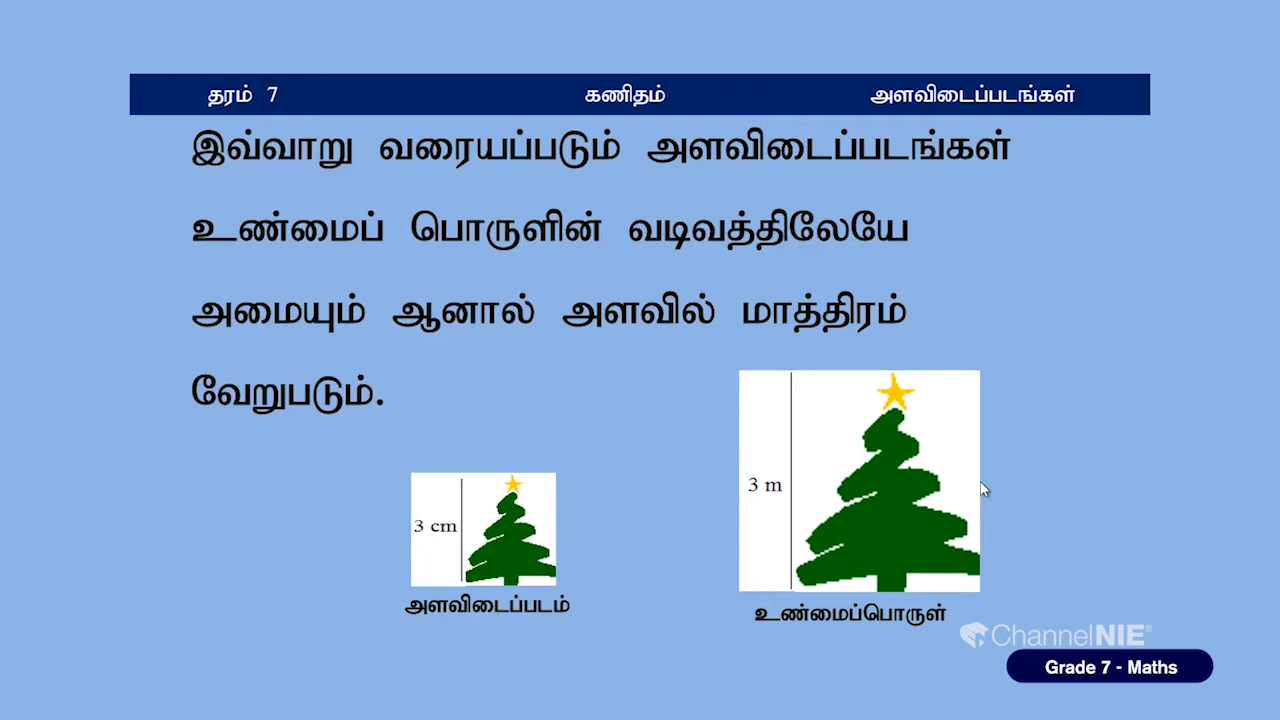 தரம் 7 கணிதம் அளவிடைப்படங்கள்
இவ்வாறு வரையப்படும் அளவிடைப்படங்கள்
உண்மைப் பொருளின் வடிவத்திலேயே
அமையும் ஆனால் அளவில் மாத்திரம்
வேறுபடும்.
3 m
3 cm
அளவிடைப்படம்
உண்மைப்பொருள்
ChannelNIE®
Grade 7 - Maths